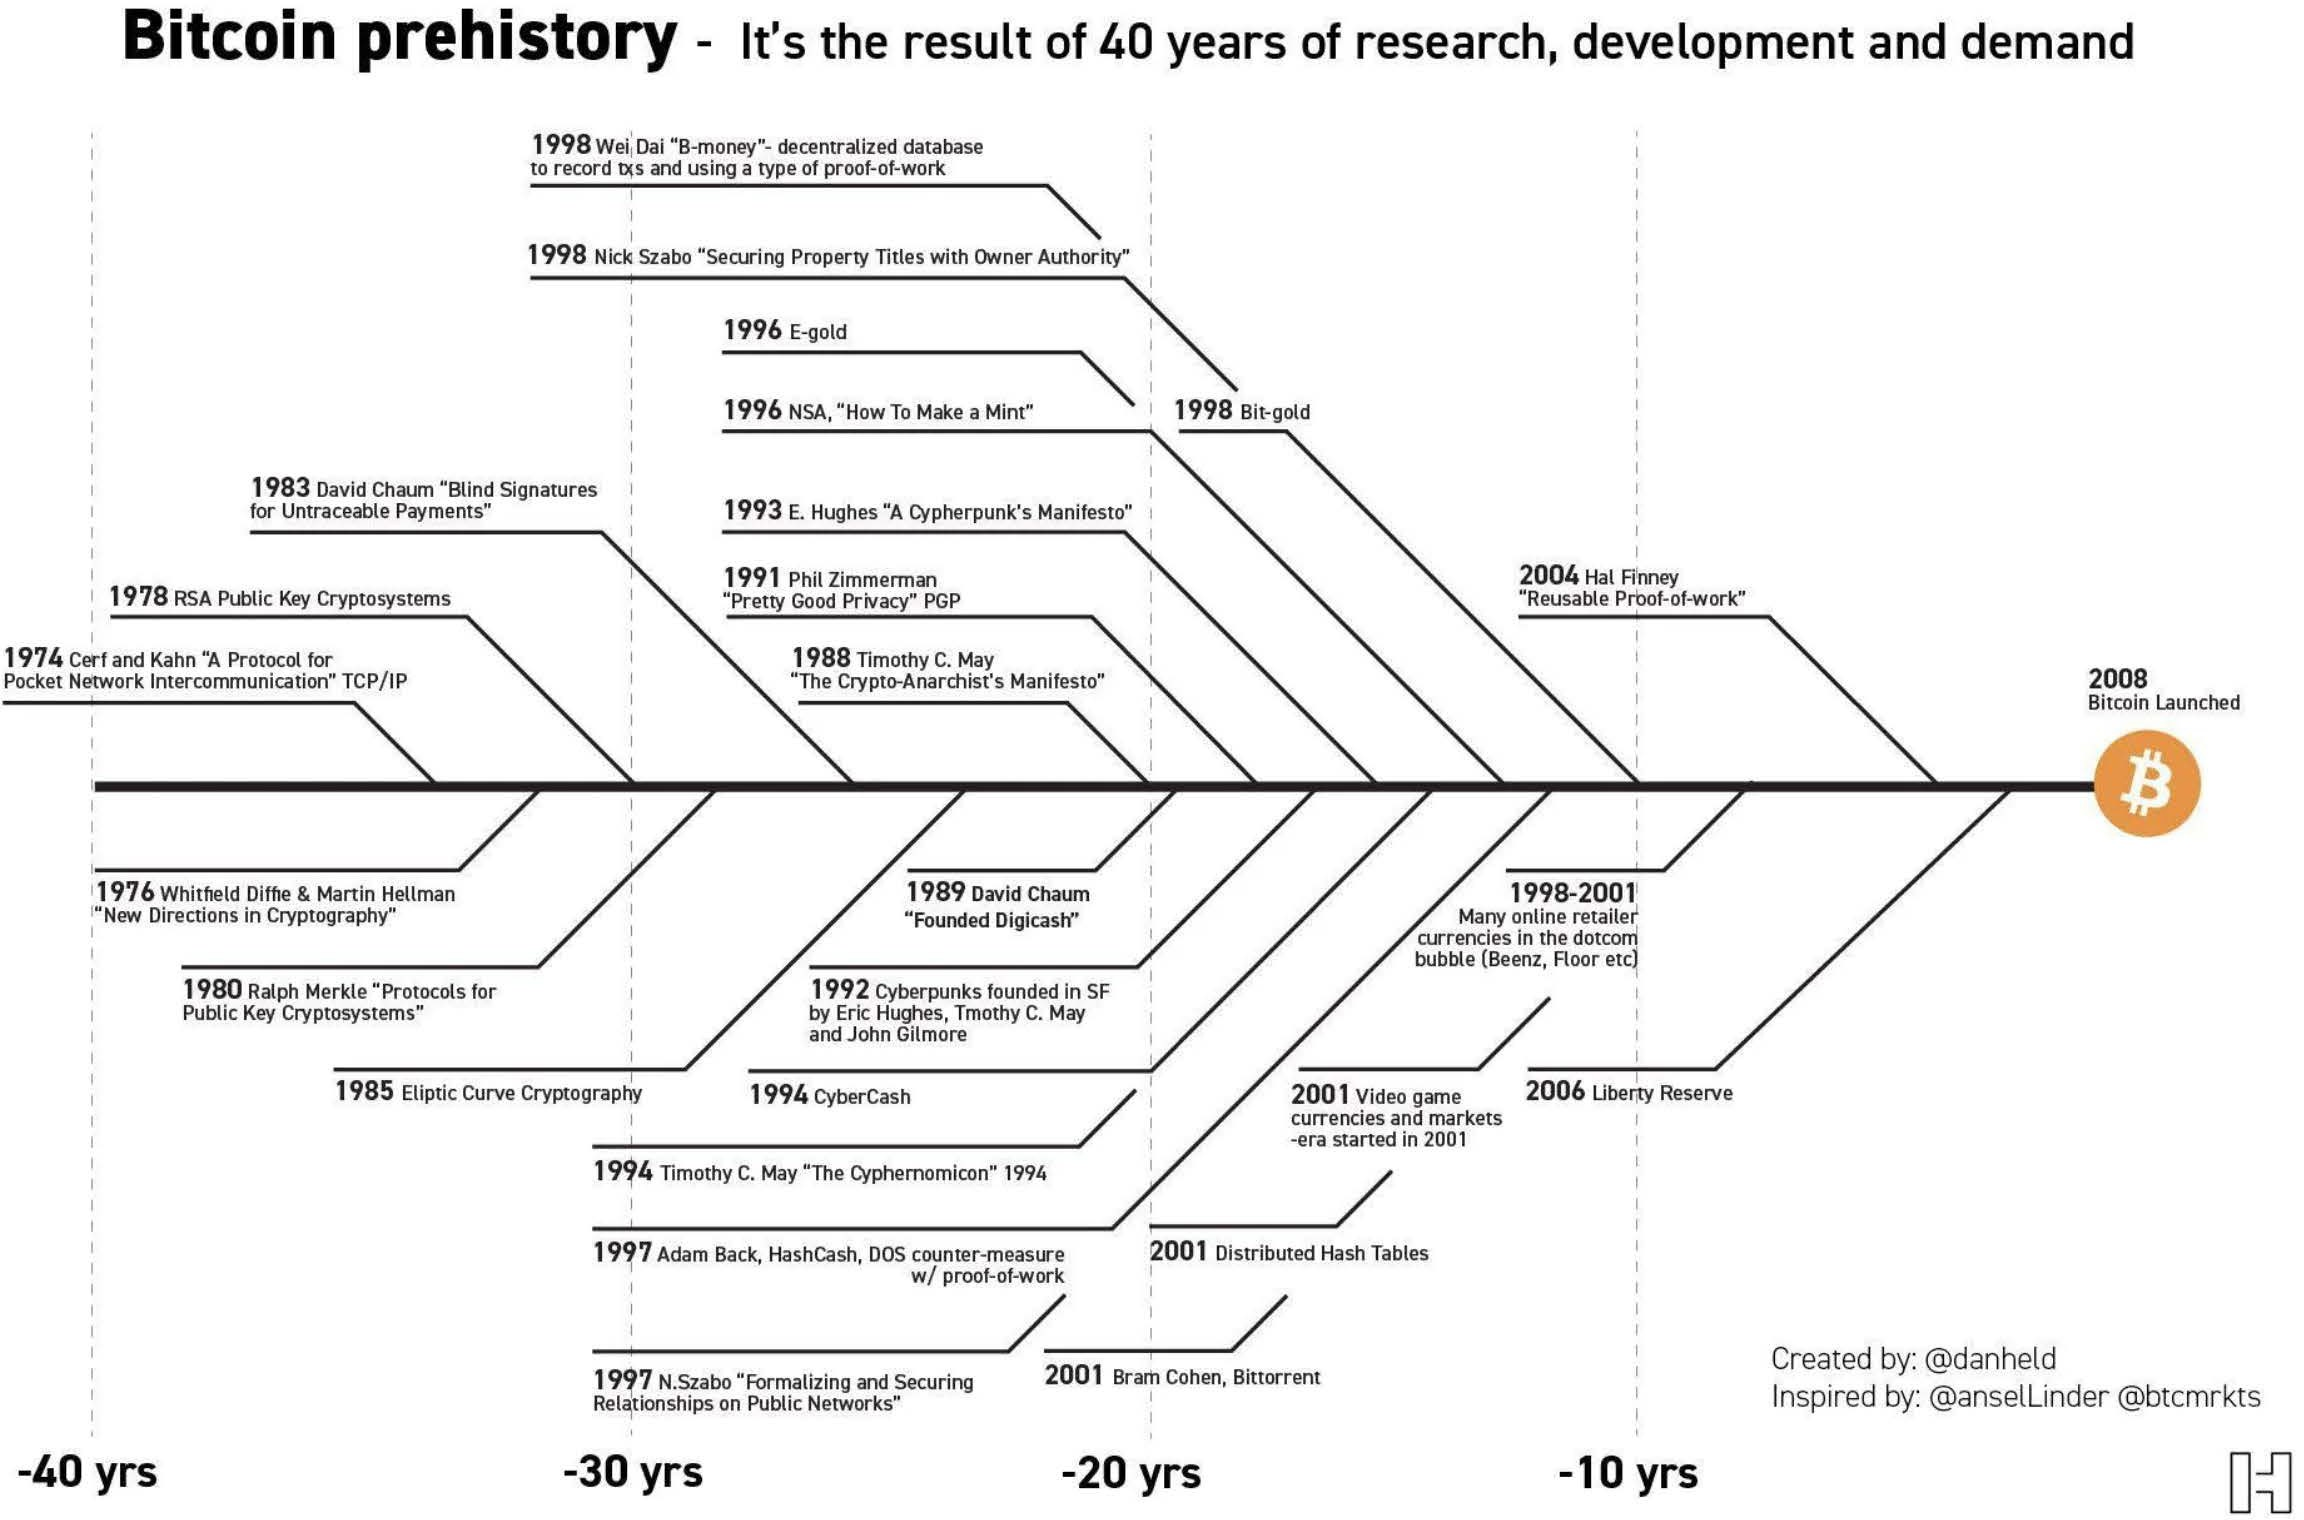 Bitcoin prehistory - It's the result of 40 years of research, development and demand
1998 Wei Dai “B-money”- decentralized database
to record txs and using a type of proof-of-work
1998 Nick Szabo “Securing Property Titles with Owner Authority”
1996 E-gold
1996 NSA, “How To Make a Mint”
1998 Bit-gold
1983 David Chaum “Blind Signatures
for Untraceable Payments”
1993 E. Hughes “A Cypherpunk's Manifesto”
1978 RSA Public Key Cryptosystems
1991 Phil Zimmerman
“Pretty Good Privacy” PGP
2004 Hal Finney
“Reusable Proof-of-work”
1974 Cerf and Kahn “A Protocol for
Pocket Network Intercommunication” TCP/IP
1988 Timothy C. May
“The Crypto-Anarchist's Manifesto”
2008
Bitcoin Launched
1976 Whitfield Diffie & Martin Hellman
“New Directions in Cryptography”
1989 David Chaum
“Founded Digicash”
1998-2001
Many online retailer
currencies in the dotcom
bubble (Beenz, Floor etc)
1980 Ralph Merkle “Protocols for
Public Key Cryptosystems”
1992 Cyberpunks founded in SF
by Eric Hughes, Tmothy C. May
and John Gilmore
1985 Eliptic Curve Cryptography
1994 CyberCash
2001 Video game
currencies and markets
-era started in 2001
2006 Liberty Reserve
1994 Timothy C. May “The Cyphernomicon” 1994
1997 Adam Back, HashCash, DOS counter-measure
w/ proof-of-work
2001 Distributed Hash Tables
1997 N.Szabo “Formalizing and Securing
Relationships on Public Networks”
2001 Bram Cohen, Bittorrent
Created by: @danheld
Inspired by: @anselLinder @btcmrkts
-40 yrs
-30 yrs
-20 yrs
-10 yrs